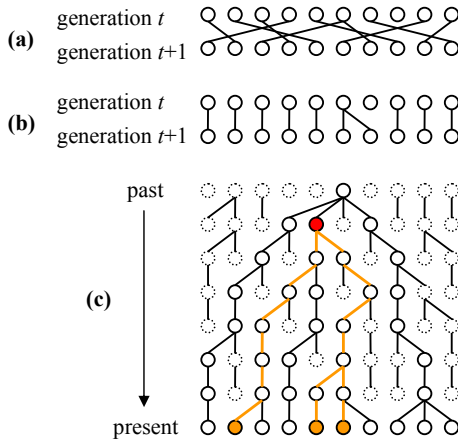 generation t
(a)
generation t+1
generation t
(b)
generation t+1
past
(c)
present